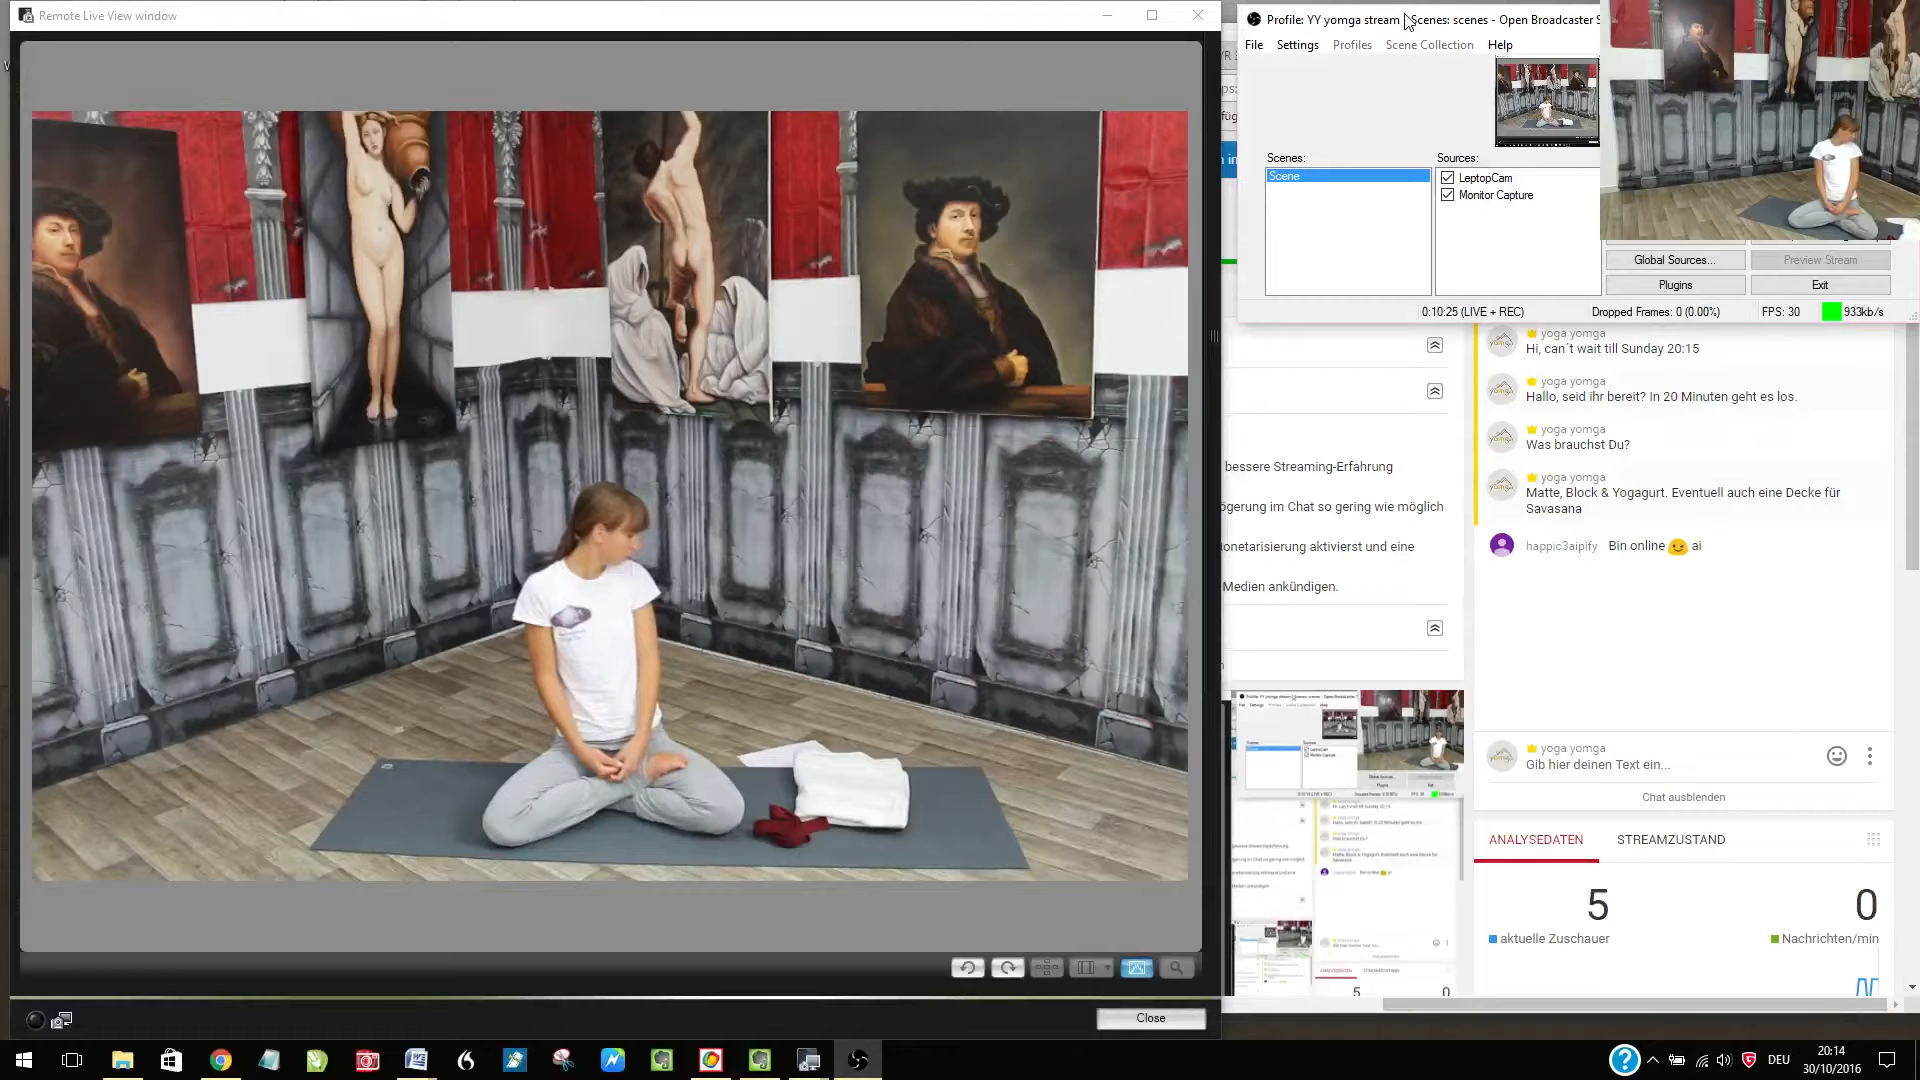 Remote Live View window
Profile: YY yomga stream
Scenes: scenes - Open Broadcaster S
File Settings Profiles Scene Collection Help
Scenes:
Sources:
Scene
LeptopCam
Monitor Capture
Global Sources...
Preview Stream
Plugins
Exit
0:10:25 (LIVE + REC)
Dropped Frames: 0 (0.00%)
FPS: 30
933kb/s
yoga yomga
Hi, can´t wait till Sunday 20:15
yoga yomga
Hallo, seid ihr bereit? In 20 Minuten geht es los.
yoga yomga
Was brauchst Du?
yoga yomga
Matte, Block & Yogagurt. Eventuell auch eine Decke für
Savasana
happic3aipify Bin online 😉 ai
bessere Streaming-Erfahrung
ögerung im Chat so gering wie möglich
onetarisierung aktivierst und eine
Medien ankündigen.
yoga yomga
Gib hier deinen Text ein...
Chat ausblenden
ANALYSEDATEN STREAMZUSTAND
5
0
aktuelle Zuschauer
Nachrichten/min
Close
DEU
20:14
30/10/2016